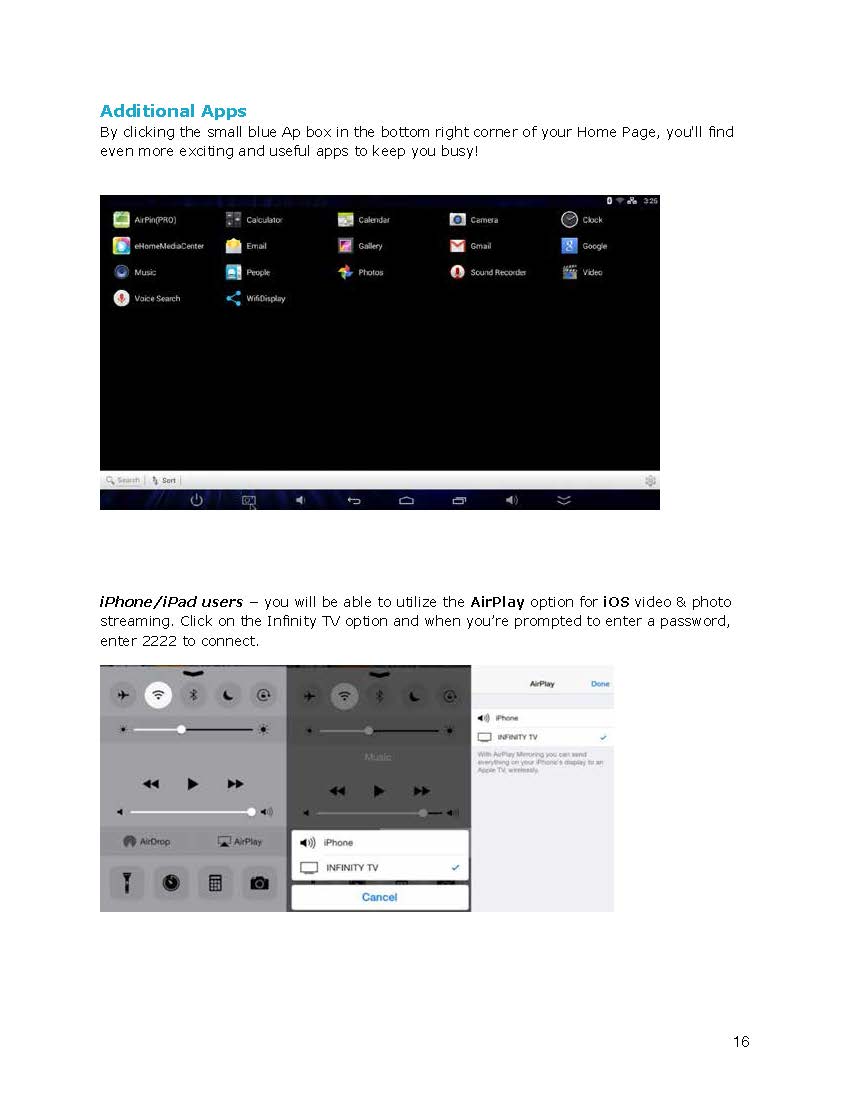 Additional Apps
By clicking the small blue Ap box in the bottom right corner of your Home Page, you'll find
even more exciting and useful apps to keep you busy!
3:25
AirPin(PRO) Calculator Calendar Camera Clock
eHomeMediaCenter Email Gallery Gmail Google
Music People Photos Sound Recorder Video
Voice Search WifiDisplay
Search Sort
iPhone/iPad users – you will be able to utilize the AirPlay option for iOS video & photo
streaming. Click on the Infinity TV option and when you’re prompted to enter a password,
enter 2222 to connect.
AirDrop AirPlay
Music
iPhone
INFINITY TV
Cancel
AirPlay Done
iPhone
INFINITY TV
With AirPlay Mirroring you can send
everything on your iPhone's display to an
Apple TV, wirelessly.
16